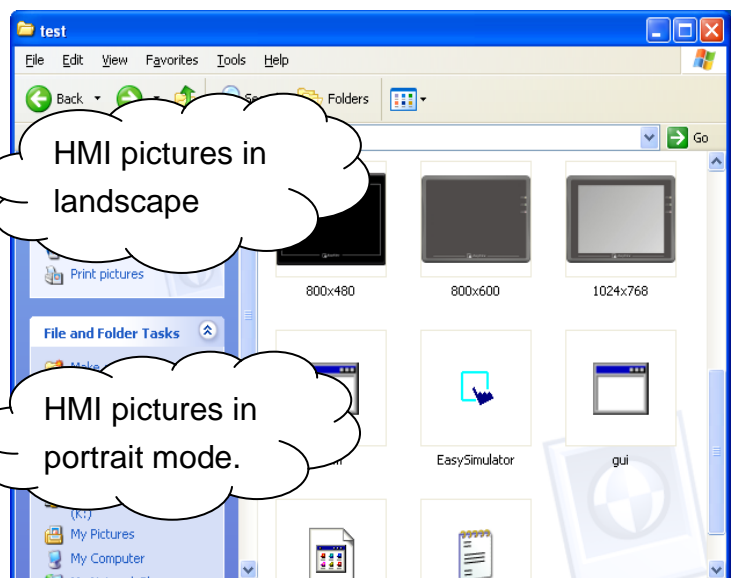 test
File Edit View Favorites Tools Help
Back Folders
Go
HMI pictures in
landscape
Print pictures
800x480 800x600 1024x768
File and Folder Tasks
Make
HMI pictures in
portrait mode.
EasySimulator gui
(K:)
My Pictures
My Computer